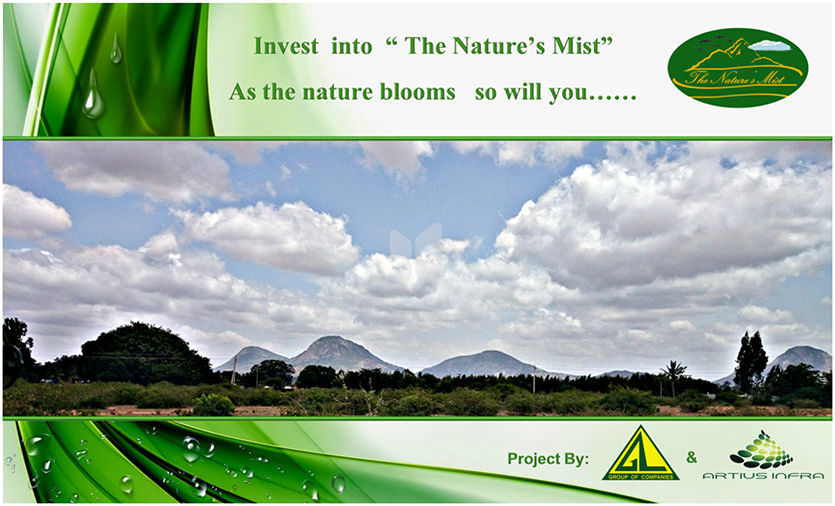 Invest into “ The Nature’s Mist”
As the nature blooms so will you......
The Nature's Mist
Project By:
GL
GROUP OF COMPANIES
&
ARTIUS INFRA